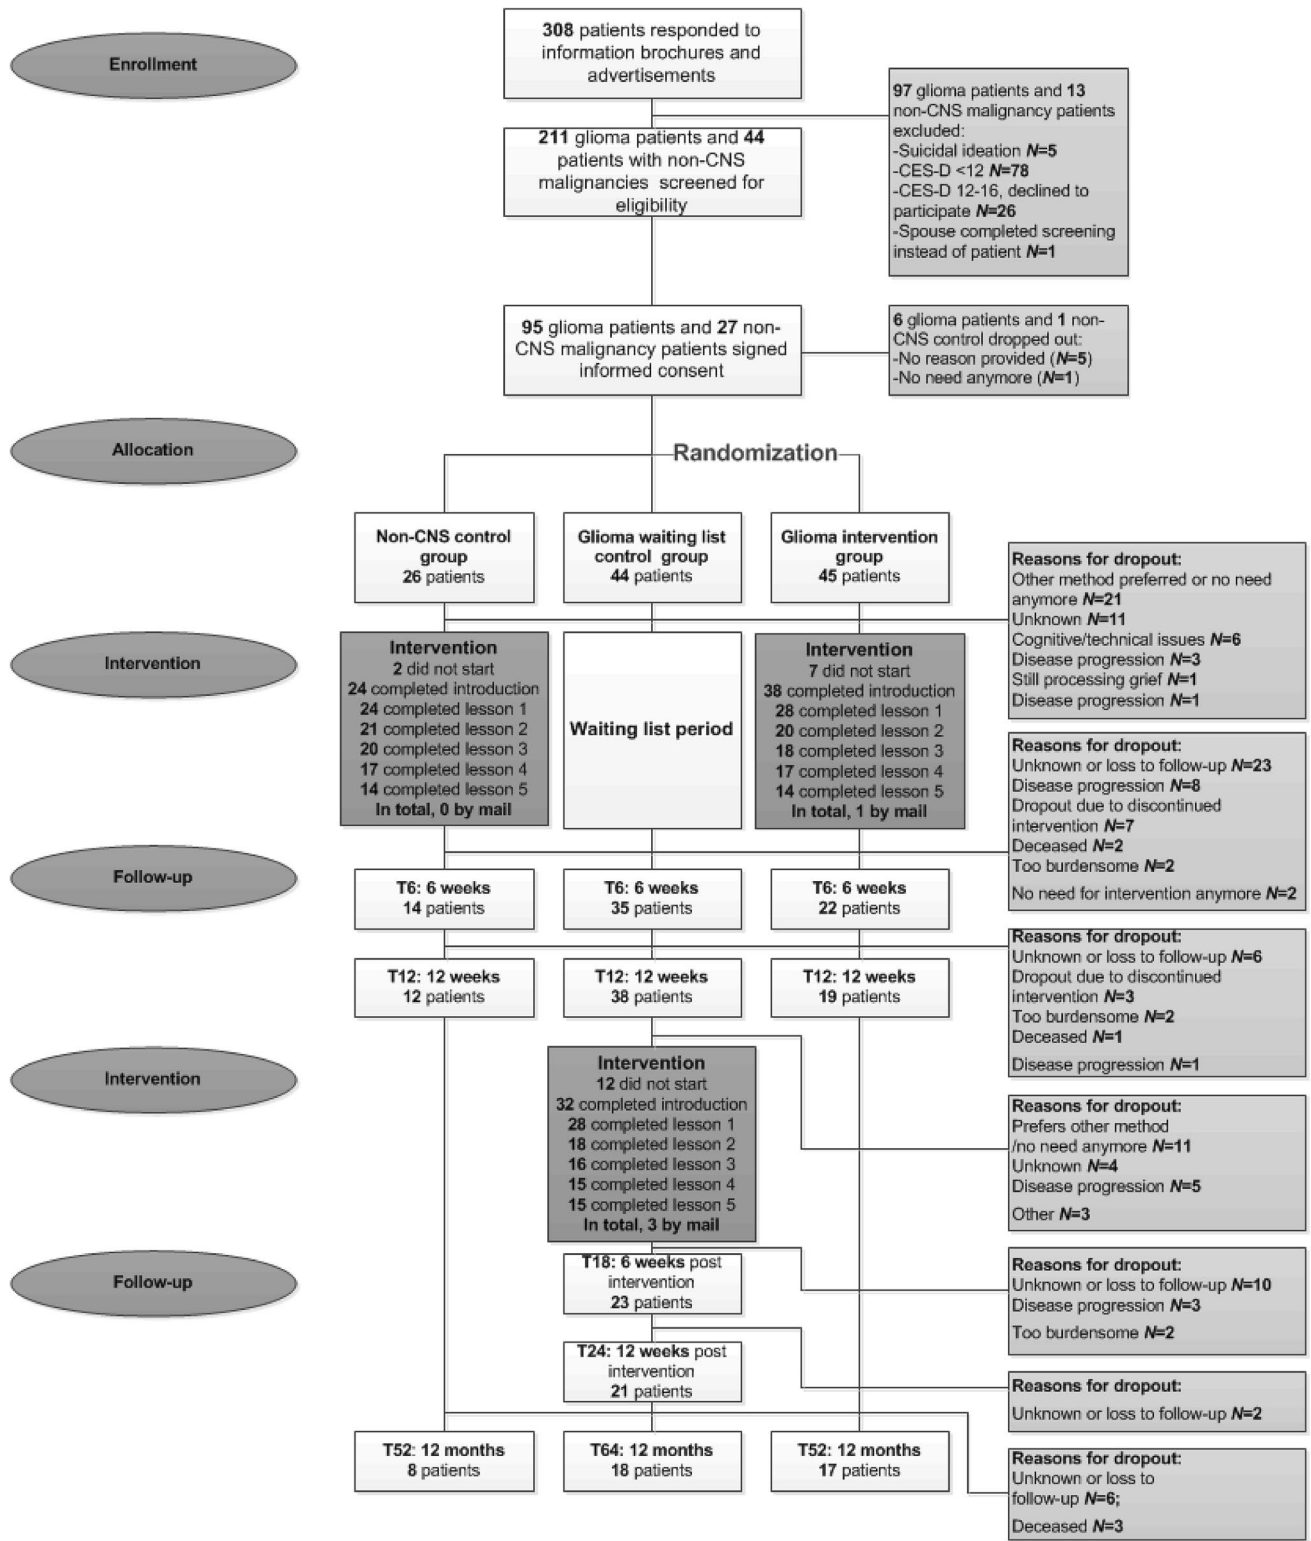 Enrollment
308 patients responded to
information brochures and
advertisements
97 glioma patients and 13
non-CNS malignancy patients
excluded:
-Suicidal ideation N=5
-CES-D <12 N=78
-CES-D 12-16, declined to
participate N=26
-Spouse completed screening
instead of patient N=1
211 glioma patients and 44
patients with non-CNS
malignancies screened for
eligibility
95 glioma patients and 27 non-
CNS malignancy patients signed
informed consent
6 glioma patients and 1 non-
CNS control dropped out:
-No reason provided (N=5)
-No need anymore (N=1)
Allocation
Randomization
Non-CNS control
group
26 patients
Glioma waiting list
control group
44 patients
Glioma intervention
group
45 patients
Reasons for dropout:
Other method preferred or no need
anymore N=21
Unknown N=11
Cognitive/technical issues N=6
Disease progression N=3
Still processing grief N=1
Disease progression N=1
Intervention
Intervention
2 did not start
24 completed introduction
24 completed lesson 1
21 completed lesson 2
20 completed lesson 3
17 completed lesson 4
14 completed lesson 5
In total, 0 by mail
Waiting list period
Intervention
7 did not start
38 completed introduction
28 completed lesson 1
20 completed lesson 2
18 completed lesson 3
17 completed lesson 4
14 completed lesson 5
In total, 1 by mail
Reasons for dropout:
Unknown or loss to follow-up N=23
Disease progression N=8
Dropout due to discontinued
intervention N=7
Deceased N=2
Too burdensome N=2
No need for intervention anymore N=2
Follow-up
T6: 6 weeks
14 patients
T6: 6 weeks
35 patients
T6: 6 weeks
22 patients
Reasons for dropout:
Unknown or loss to follow-up N=6
Dropout due to discontinued
intervention N=3
Too burdensome N=2
Deceased N=1
Disease progression N=1
T12: 12 weeks
12 patients
T12: 12 weeks
38 patients
T12: 12 weeks
19 patients
Intervention
Intervention
12 did not start
32 completed introduction
28 completed lesson 1
18 completed lesson 2
16 completed lesson 3
15 completed lesson 4
15 completed lesson 5
In total, 3 by mail
Reasons for dropout:
Prefers other method
/no need anymore N=11
Unknown N=4
Disease progression N=5
Other N=3
Follow-up
T18: 6 weeks post
intervention
23 patients
Reasons for dropout:
Unknown or loss to follow-up N=10
Disease progression N=3
Too burdensome N=2
T24: 12 weeks post
intervention
21 patients
Reasons for dropout:
Unknown or loss to follow-up N=2
T52: 12 months
8 patients
T64: 12 months
18 patients
T52: 12 months
17 patients
Reasons for dropout:
Unknown or loss to
follow-up N=6;
Deceased N=3